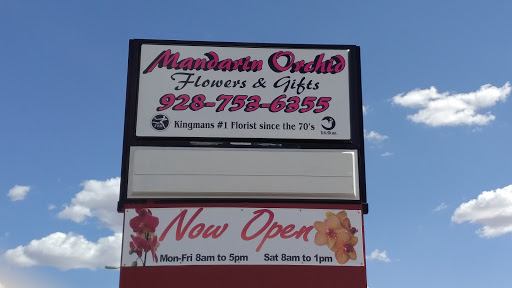 Mandarin Orchid
Flowers & Gifts
928-753-6355
Kingmans #1 Florist since the 70's
Now Open
Mon-Fri 8am to 5pm Sat 8am to 1pm